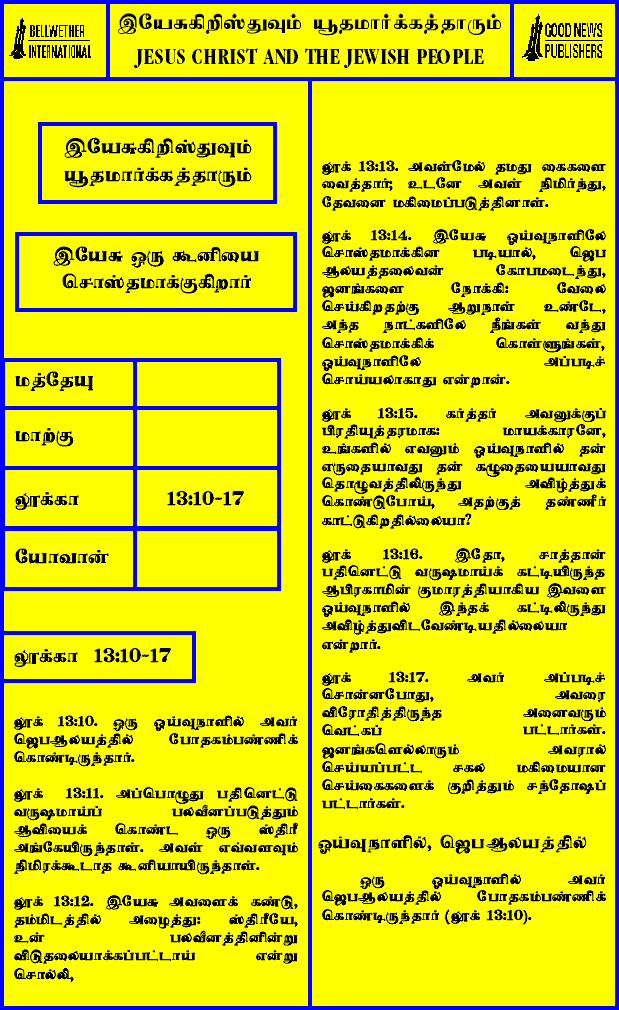 BELLWETHER
INTERNATIONAL
இயேசுகிறிஸ்துவும் யூதமார்க்கத்தாரும்
JESUS CHRIST AND THE JEWISH PEOPLE
GOOD NEWS
PUBLISHERS
இயேசுகிறிஸ்துவும்
யூதமார்க்கத்தாரும்
இயேசு ஒரு கூனியை
சொஸ்தமாக்குகிறார்
மத்தேயு
மாற்கு
லூக்கா 13:10-17
யோவான்
லூக்கா 13:10-17
லூக் 13:10. ஒரு ஓய்வுநாளில் அவர்
ஜெபஆலயத்தில் போதகம்பண்ணிக்
கொண்டிருந்தார்.
லூக் 13:11. அப்பொழுது பதினெட்டு
வருஷமாய்ப் பலவீனப்படுத்தும்
ஆவியைக் கொண்ட ஒரு ஸ்திரீ
அங்கேயிருந்தாள். அவள் எவ்வளவும்
நிமிரக்கூடாத கூனியாயிருந்தாள்.
லூக் 13:12. இயேசு அவளைக் கண்டு,
தம்மிடத்தில் அழைத்து: ஸ்திரீயே,
உன் பலவீனத்தினின்று
விடுதலையாக்கப்பட்டாய் என்று
சொல்லி,
லூக் 13:13. அவள்மேல் தமது கைகளை
வைத்தார்; உடனே அவள் நிமிர்ந்து,
தேவனை மகிமைப்படுத்தினாள்.
லூக் 13:14. இயேசு ஓய்வுநாளிலே
சொஸ்தமாக்கின படியால், ஜெப
ஆலயத்தலைவன் கோபமடைந்து,
ஜனங்களை நோக்கி: வேலை
செய்கிறதற்கு ஆறுநாள் உண்டே,
அந்த நாட்களிலே நீங்கள் வந்து
சொஸ்தமாக்கிக் கொள்ளுங்கள்,
ஓய்வுநாளிலே அப்படிச்
சொய்யலாகாது என்றான்.
லூக் 13:15. கர்த்தர் அவனுக்குப்
பிரதியுத்தரமாக: மாயக்காரனே,
உங்களில் எவனும் ஓய்வுநாளில் தன்
எருதையாவது தன் கழுதையையாவது
தொழுவத்திலிருந்து அவிழ்த்துக்
கொண்டுபோய், அதற்குத் தண்ணீர்
காட்டுகிறதில்லையா?
லூக் 13:16. இதோ, சாத்தான்
பதினெட்டு வருஷமாய்க் கட்டியிருந்த
ஆபிரகாமின் குமாரத்தியாகிய இவளை
ஓய்வுநாளில் இந்தக் கட்டிலிருந்து
அவிழ்த்துவிடவேண்டியதில்லையா
என்றார்.
லூக் 13:17. அவர் அப்படிச்
சொன்னபோது, அவரை
விரோதித்திருந்த அனைவரும்
வெட்கப் பட்டார்கள்.
ஜனங்களெல்லாரும் அவரால்
செய்யப்பட்ட சகல மகிமையான
செய்கைகளைக் குறித்தும் சந்தோஷப்
பட்டார்கள்.
ஓய்வுநாளில், ஜெபஆலயத்தில்
ஒரு ஓய்வுநாளில் அவர்
ஜெபஆலயத்தில் போதகம்பண்ணிக்
கொண்டிருந்தார் (லூக் 13:10).